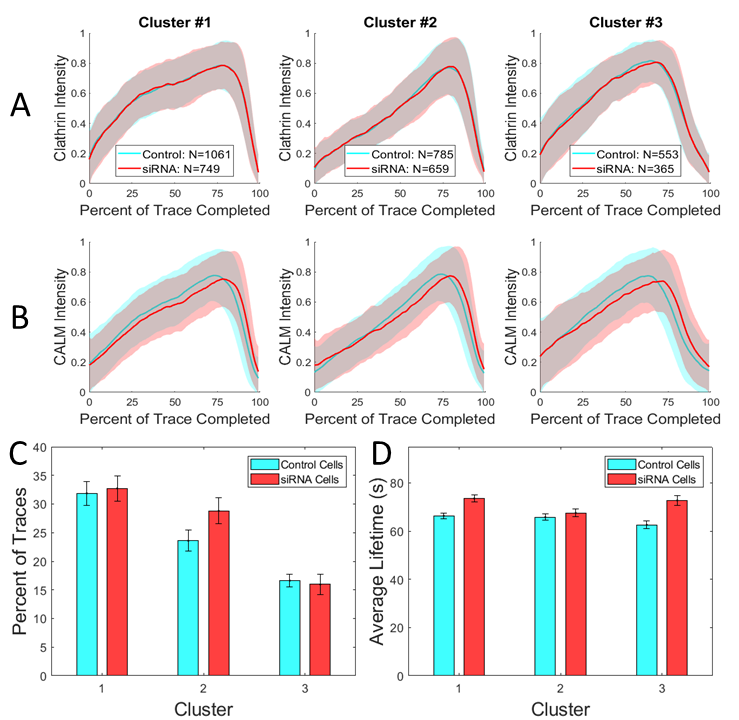 Cluster #1 Cluster #2 Cluster #3
A
Clathrin Intensity
1
0.8
0.6
0.4
0.2
0
Control: N=1061
siRNA: N=749
0 25 50 75 100
Percent of Trace Completed
Clathrin Intensity
1
0.8
0.6
0.4
0.2
0
Control: N=785
siRNA: N=659
0 25 50 75 100
Percent of Trace Completed
Clathrin Intensity
1
0.8
0.6
0.4
0.2
0
Control: N=553
siRNA: N=365
0 25 50 75 100
Percent of Trace Completed
B
CALM Intensity
1
0.8
0.6
0.4
0.2
0
0 25 50 75 100
Percent of Trace Completed
CALM Intensity
1
0.8
0.6
0.4
0.2
0
0 25 50 75 100
Percent of Trace Completed
CALM Intensity
1
0.8
0.6
0.4
0.2
0
0 25 50 75 100
Percent of Trace Completed
C
Percent of Traces
40
35
30
25
20
15
10
5
0
Control Cells
siRNA Cells
1 2 3
Cluster
D
Average Lifetime (s)
80
60
40
20
0
Control Cells
siRNA Cells
1 2 3
Cluster